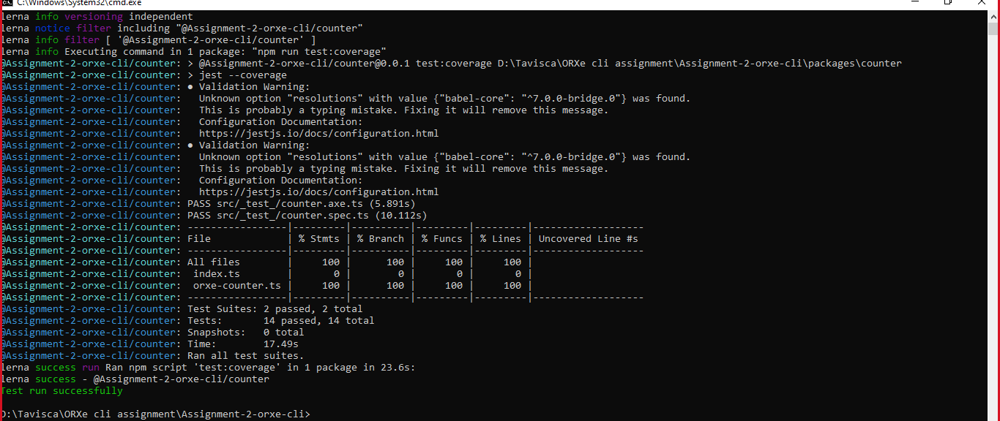 C:\Windows\System32\cmd.exe
lerna info versioning independent
lerna notice filter including "@Assignment-2-orxe-cli/counter"
lerna info filter [ '@Assignment-2-orxe-cli/counter' ]
lerna info Executing command in 1 package: "npm run test:coverage"
@Assignment-2-orxe-cli/counter: > @Assignment-2-orxe-cli/counter@0.0.1 test:coverage D:\Tavisca\ORXe cli assignment\Assignment-2-orxe-cli\packages\counter
@Assignment-2-orxe-cli/counter: > jest --coverage
@Assignment-2-orxe-cli/counter: ● Validation Warning:
@Assignment-2-orxe-cli/counter:   Unknown option "resolutions" with value {"babel-core": "^7.0.0-bridge.0"} was found.
@Assignment-2-orxe-cli/counter:   This is probably a typing mistake. Fixing it will remove this message.
@Assignment-2-orxe-cli/counter:   Configuration Documentation:
@Assignment-2-orxe-cli/counter:   https://jestjs.io/docs/configuration.html
@Assignment-2-orxe-cli/counter: ● Validation Warning:
@Assignment-2-orxe-cli/counter:   Unknown option "resolutions" with value {"babel-core": "^7.0.0-bridge.0"} was found.
@Assignment-2-orxe-cli/counter:   This is probably a typing mistake. Fixing it will remove this message.
@Assignment-2-orxe-cli/counter:   Configuration Documentation:
@Assignment-2-orxe-cli/counter:   https://jestjs.io/docs/configuration.html
@Assignment-2-orxe-cli/counter: PASS src/_test_/counter.axe.ts (5.891s)
@Assignment-2-orxe-cli/counter: PASS src/_test_/counter.spec.ts (10.112s)
@Assignment-2-orxe-cli/counter: -----------------|---------|----------|---------|---------|-------------------
@Assignment-2-orxe-cli/counter: File             | % Stmts | % Branch | % Funcs | % Lines | Uncovered Line #s
@Assignment-2-orxe-cli/counter: -----------------|---------|----------|---------|---------|-------------------
@Assignment-2-orxe-cli/counter: All files        |     100 |      100 |     100 |     100 |
@Assignment-2-orxe-cli/counter:  index.ts        |       0 |        0 |       0 |       0 |
@Assignment-2-orxe-cli/counter:  orxe-counter.ts |     100 |      100 |     100 |     100 |
@Assignment-2-orxe-cli/counter: -----------------|---------|----------|---------|---------|-------------------
@Assignment-2-orxe-cli/counter: Test Suites: 2 passed, 2 total
@Assignment-2-orxe-cli/counter: Tests:       14 passed, 14 total
@Assignment-2-orxe-cli/counter: Snapshots:   0 total
@Assignment-2-orxe-cli/counter: Time:        17.49s
@Assignment-2-orxe-cli/counter: Ran all test suites.
lerna success run Ran npm script 'test:coverage' in 1 package in 23.6s:
lerna success - @Assignment-2-orxe-cli/counter
Test run successfully
D:\Tavisca\ORXe cli assignment\Assignment-2-orxe-cli>